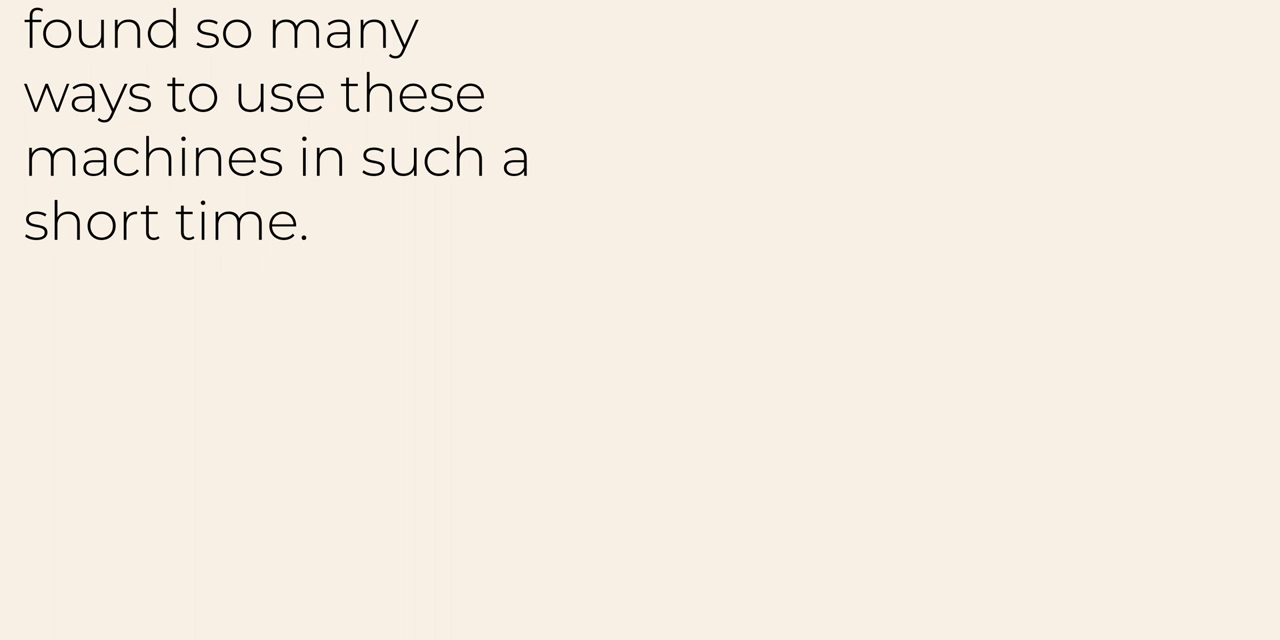 found so many
ways to use these
machines in such a
short time.